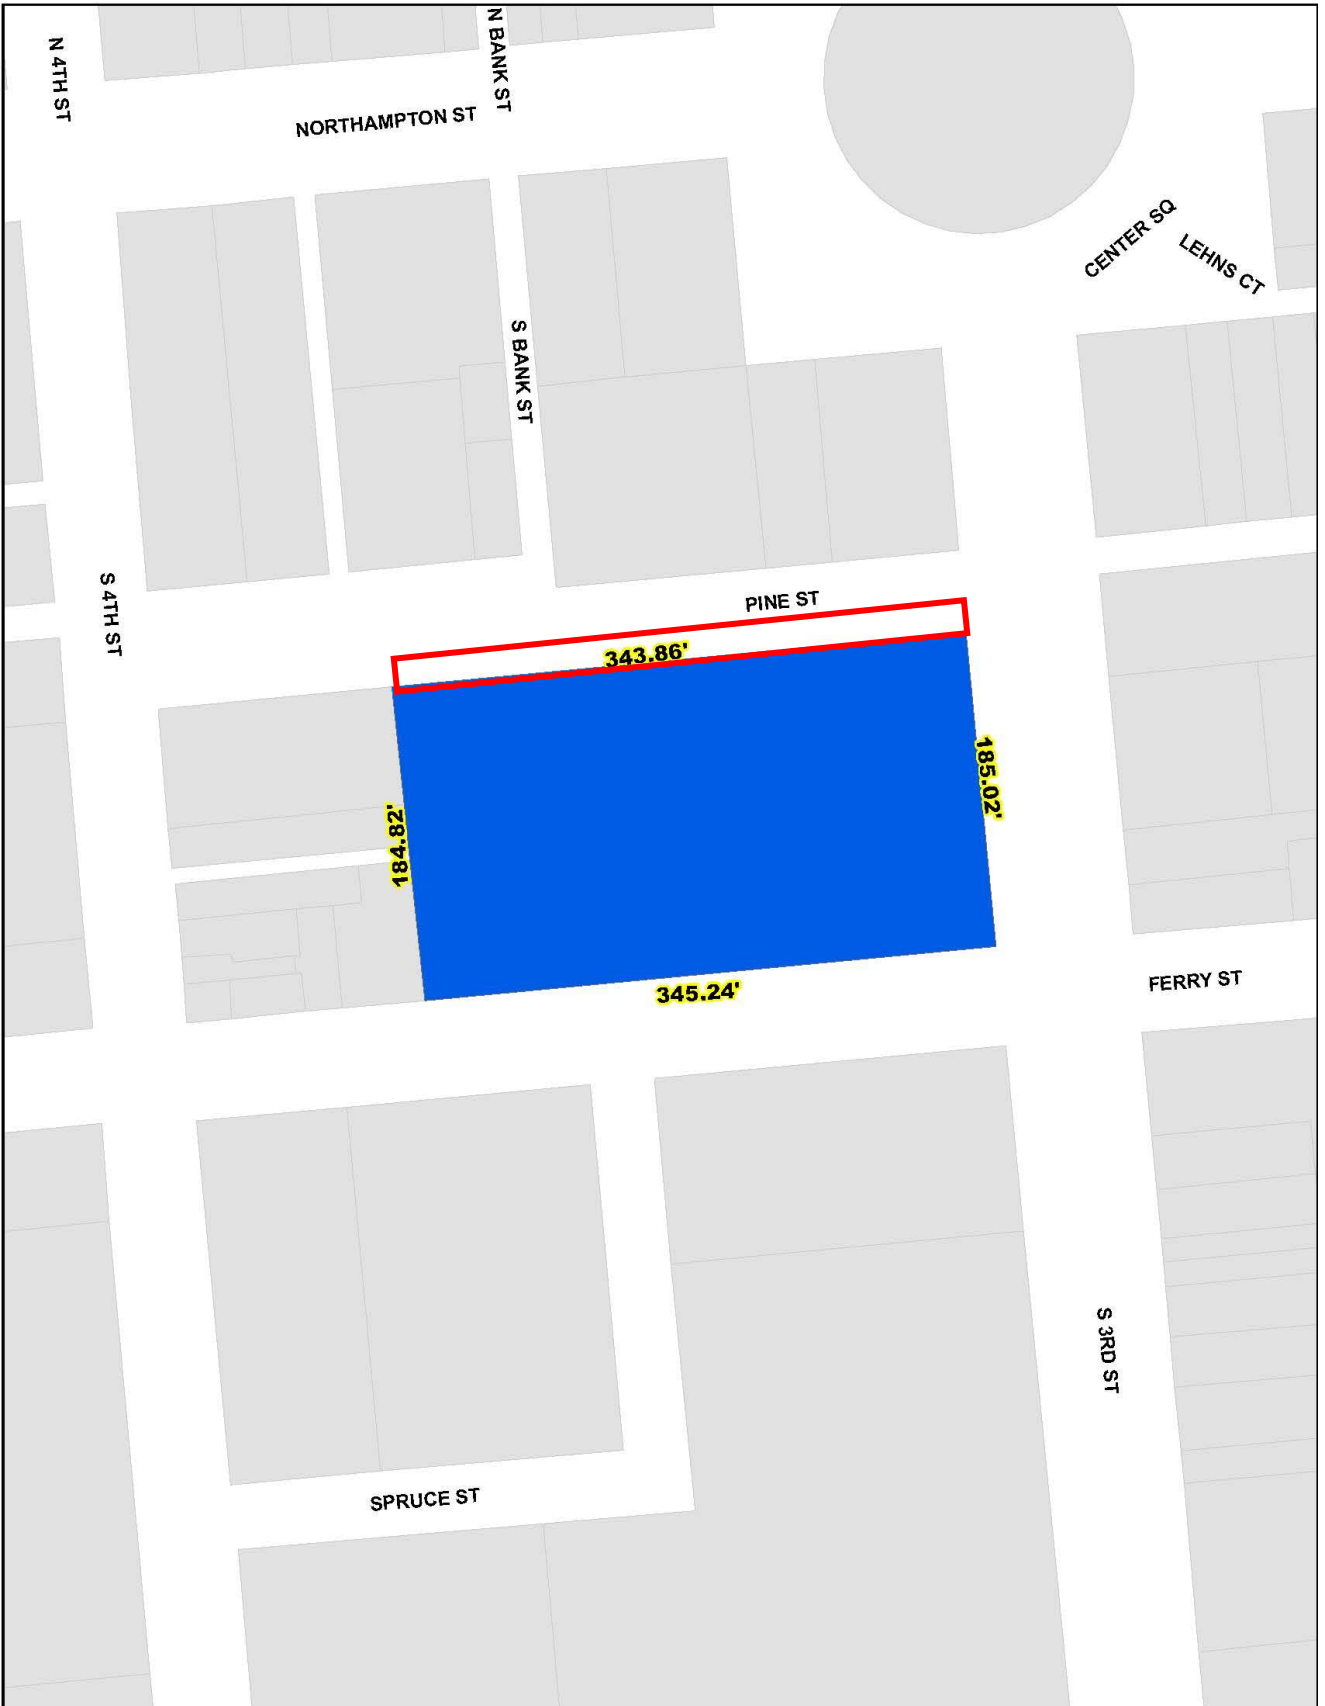 N 4TH ST
N BANK ST
NORTHAMPTON ST
CENTER SQ
LEHNS CT
S BANK ST
S 4TH ST
PINE ST
343.86'
185.02'
184.82'
FERRY ST
345.24'
S 3RD ST
SPRUCE ST